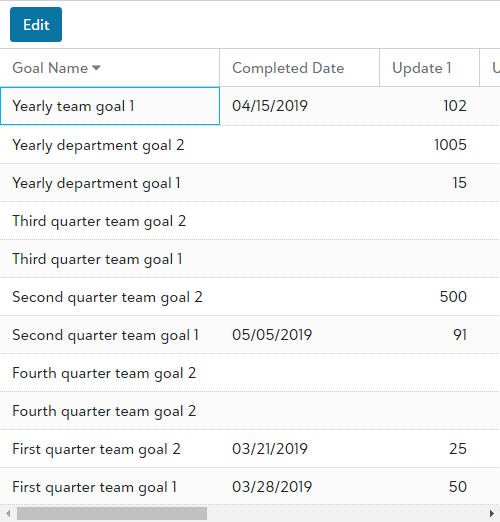 Edit
Goal Name Completed Date Update 1 U
Yearly team goal 1 04/15/2019 102
Yearly department goal 2 1005
Yearly department goal 1 15
Third quarter team goal 2
Third quarter team goal 1
Second quarter team goal 2 500
Second quarter team goal 1 05/05/2019 91
Fourth quarter team goal 2
Fourth quarter team goal 2
First quarter team goal 2 03/21/2019 25
First quarter team goal 1 03/28/2019 50